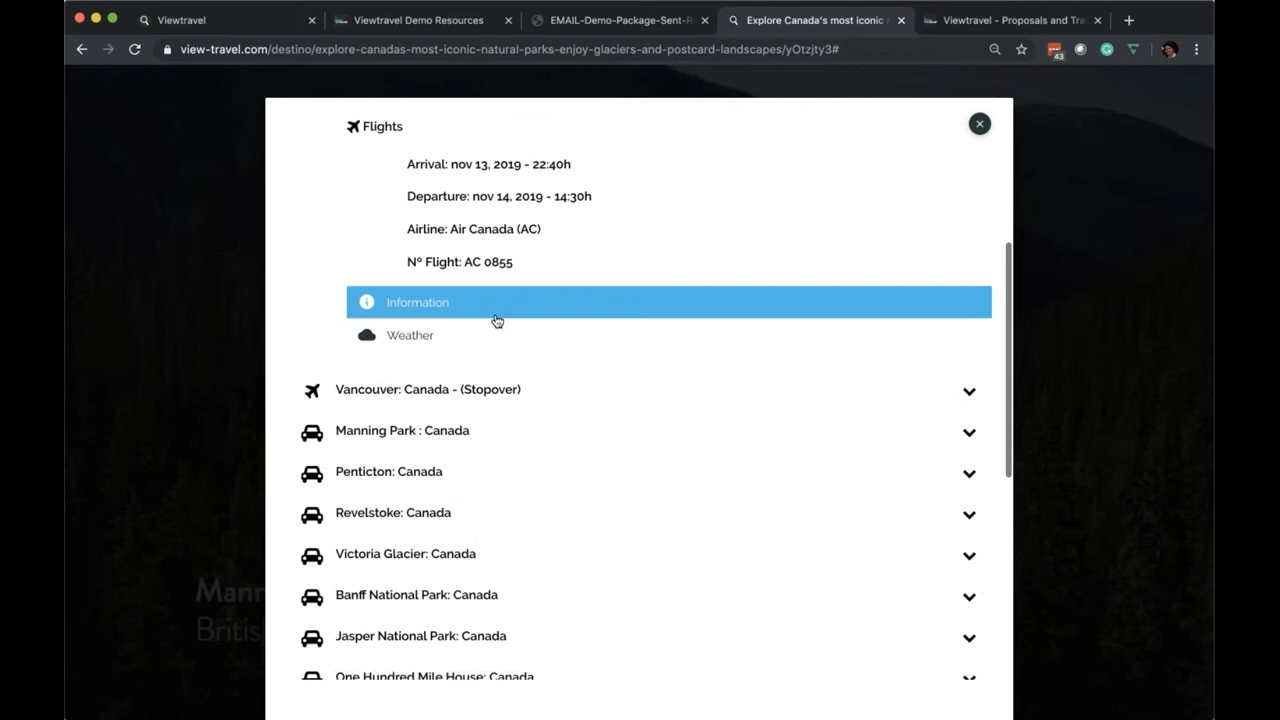 Viewtravel
Viewtravel Demo Resources
EMAIL-Demo-Package-Sent-R
Explore Canada's most iconic
Viewtravel - Proposals and Tra
view-travel.com/destino/explore-canadas-most-iconic-natural-parks-enjoy-glaciers-and-postcard-landscapes/yOtzjty3#
43
Flights
Arrival: nov 13, 2019 - 22:40h
Departure: nov 14, 2019 - 14:30h
Airline: Air Canada (AC)
Nº Flight: AC 0855
Information
Weather
Vancouver: Canada - (Stopover)
Manning Park : Canada
Penticton: Canada
Revelstoke: Canada
Victoria Glacier: Canada
Banff National Park: Canada
Mann
Britis
Jasper National Park: Canada
One Hundred Mile House: Canada